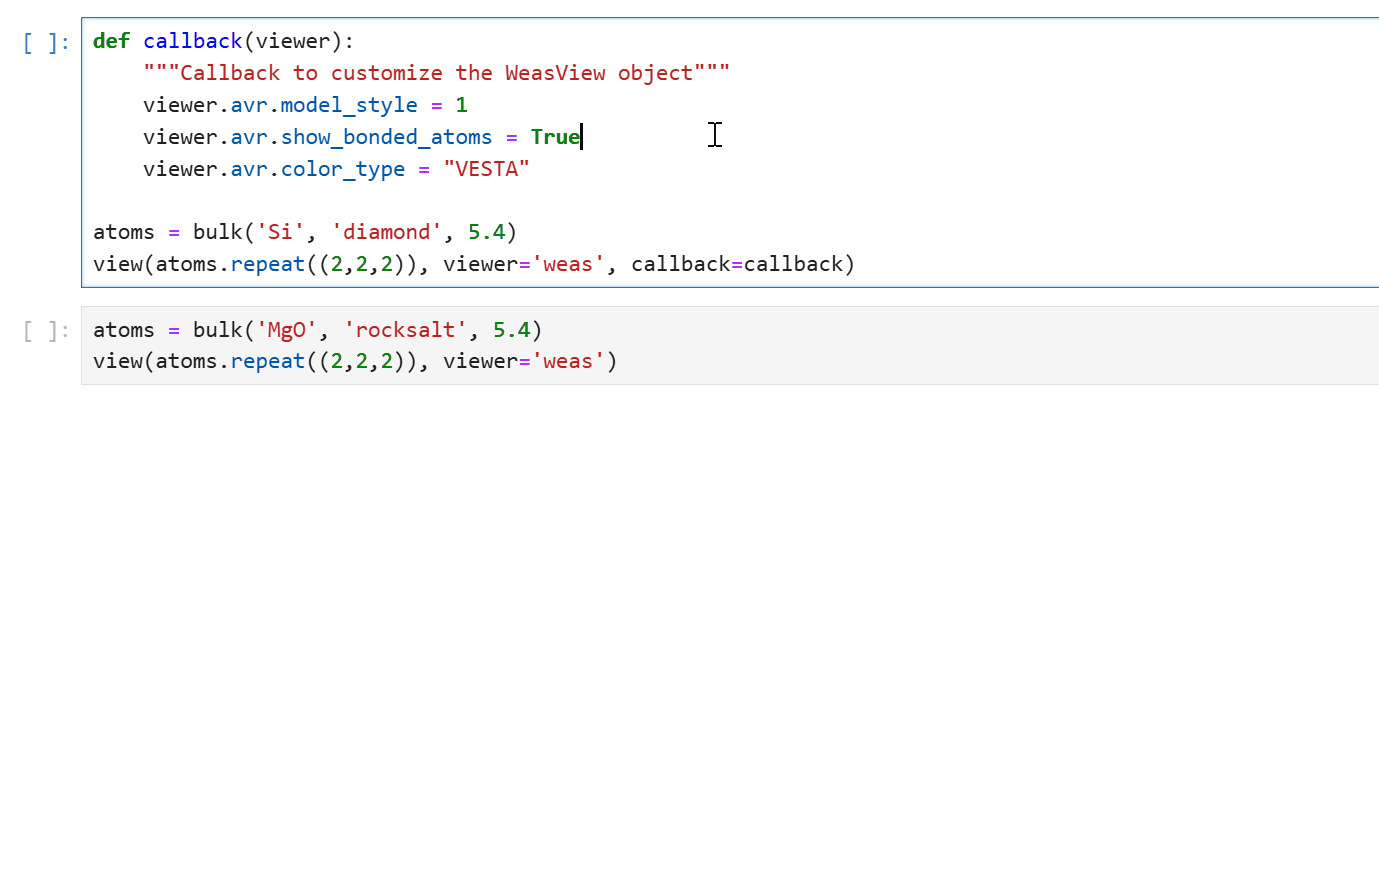 [ ]: def callback(viewer):
    """Callback to customize the WeasView object"""
    viewer.avr.model_style = 1
    viewer.avr.show_bonded_atoms = True
    viewer.avr.color_type = "VESTA"
atoms = bulk('Si', 'diamond', 5.4)
view(atoms.repeat((2,2,2)), viewer='weas', callback=callback)
[ ]: atoms = bulk('MgO', 'rocksalt', 5.4)
view(atoms.repeat((2,2,2)), viewer='weas')